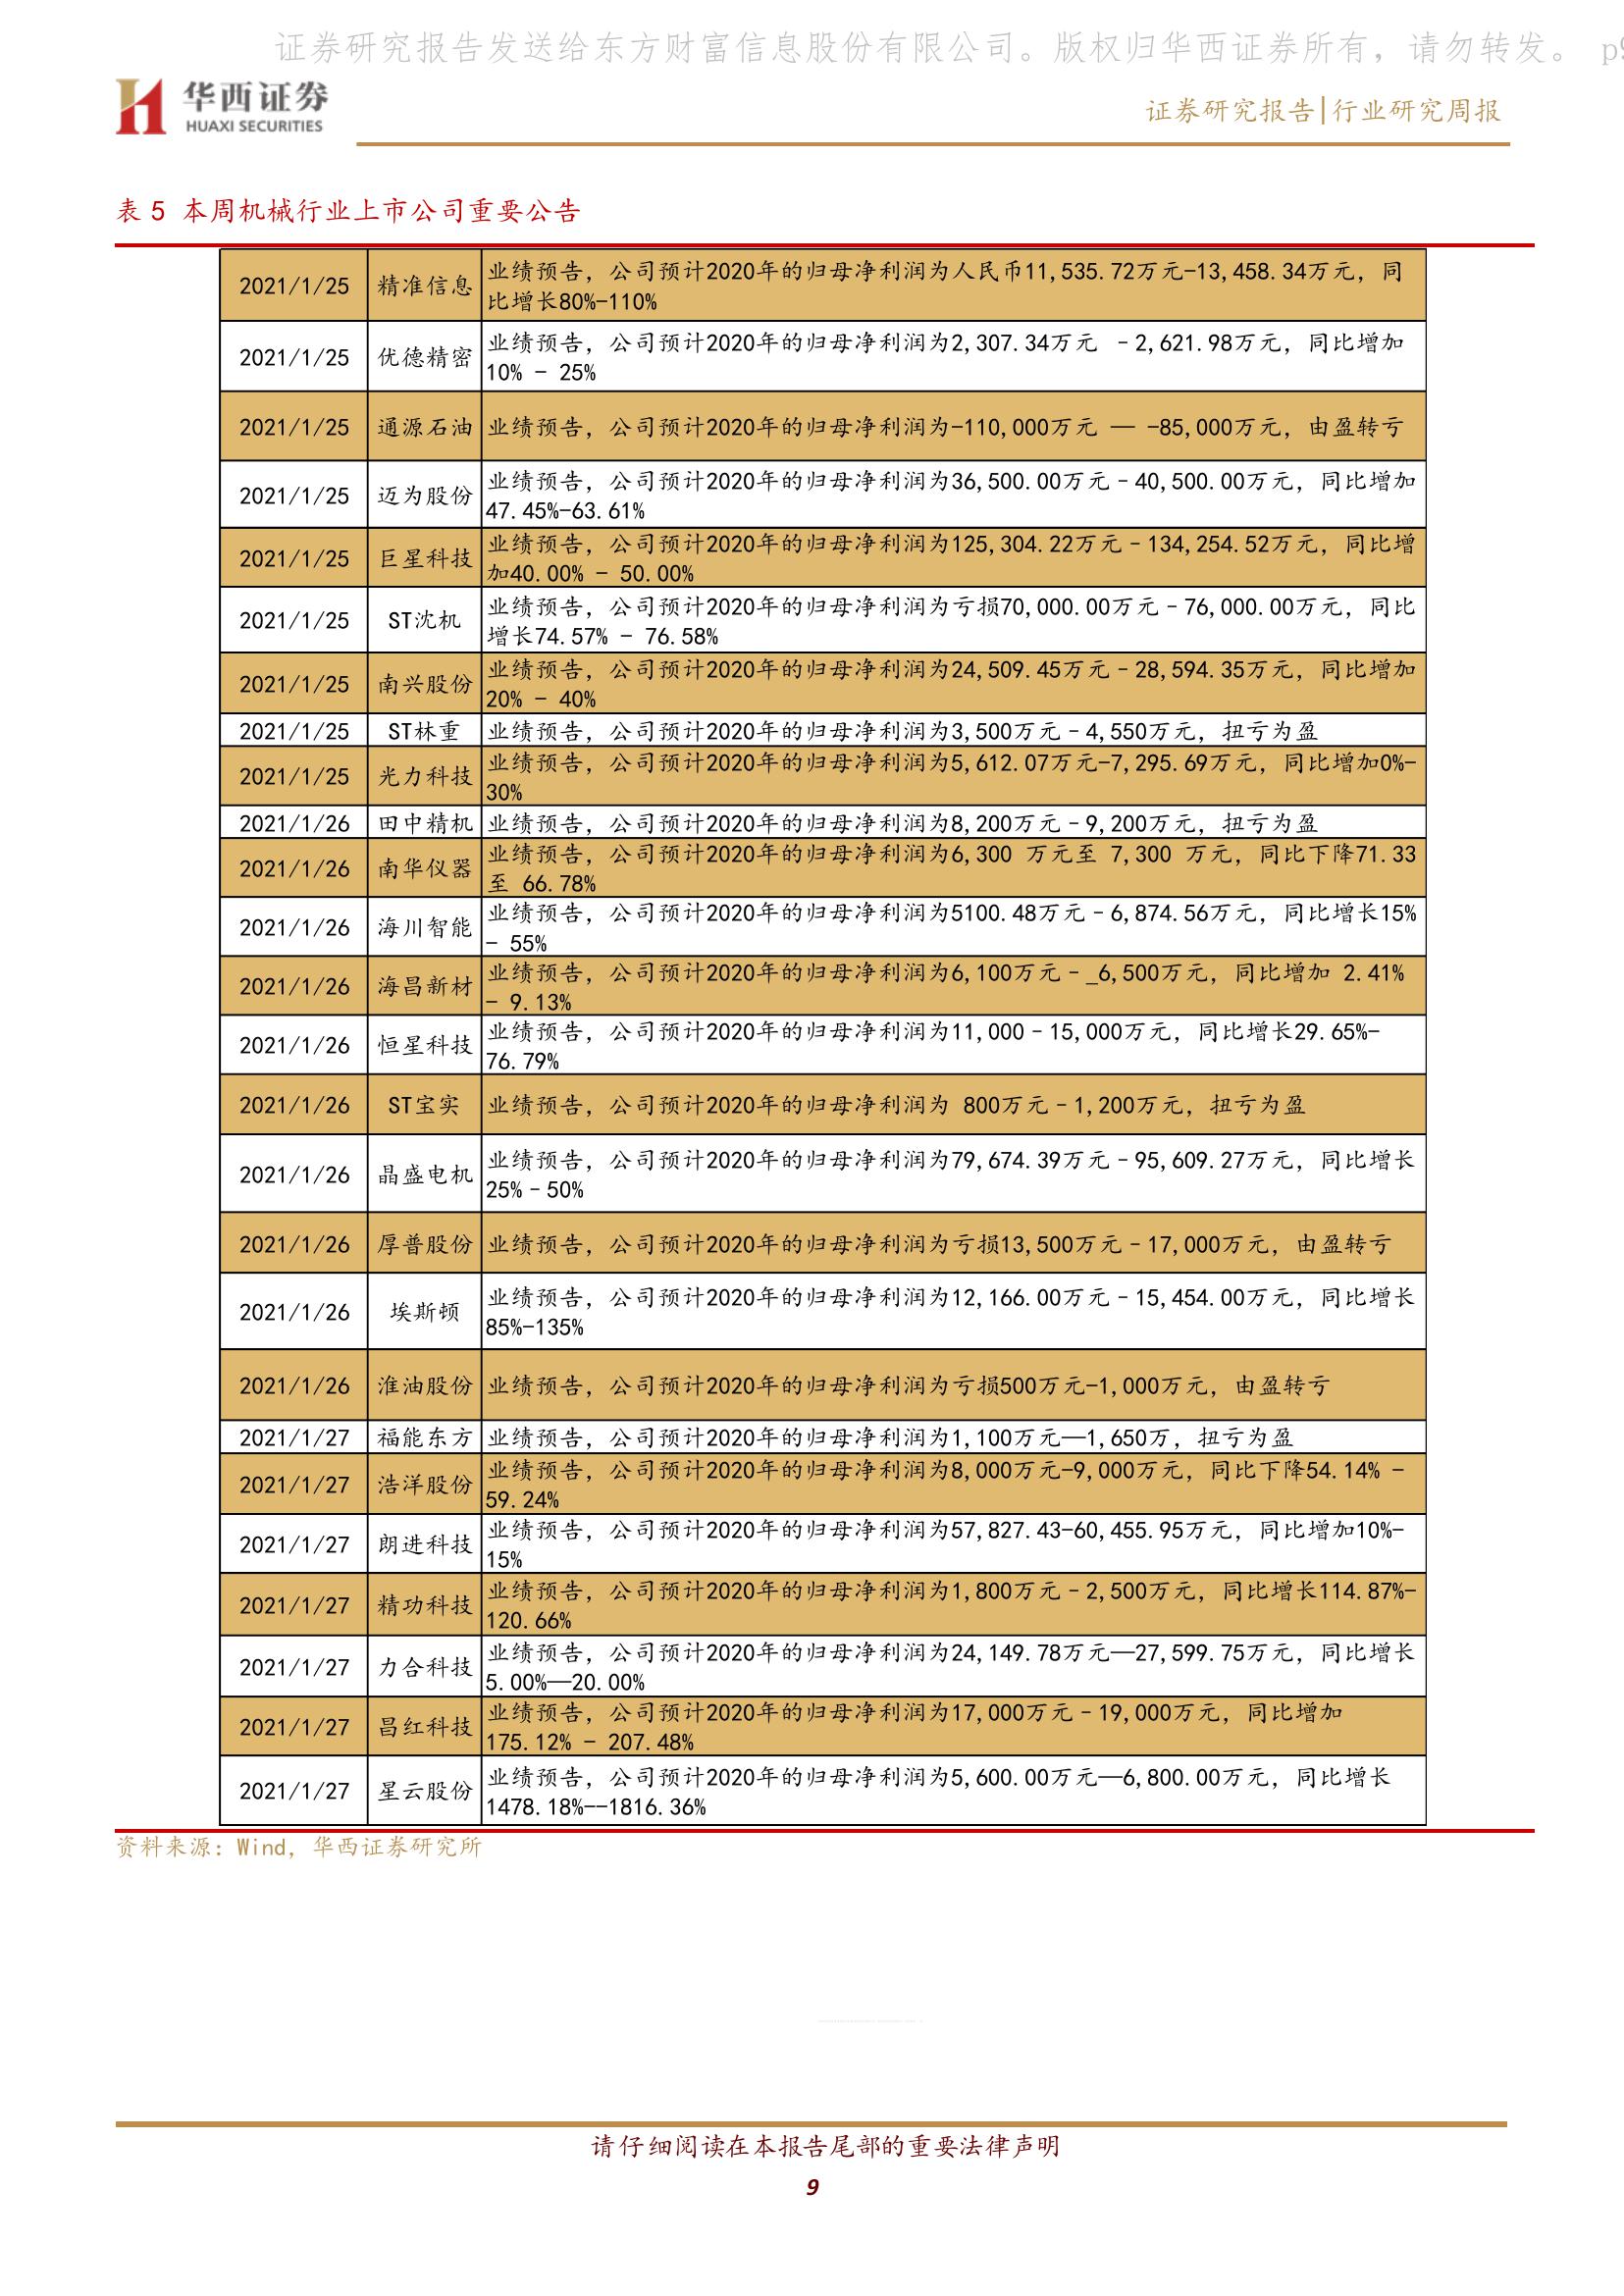 证券研究报告发送给东方财富信息股份有限公司。版权归华西证券所有，请勿转发。 p9
华西证券
HUAXI SECURITIES
证券研究报告|行业研究周报
表 5 本周机械行业上市公司重要公告
2021/1/25 精准信息 业绩预告，公司预计2020年的归母净利润为人民币11,535.72万元-13,458.34万元，同
比增长80%-110%
2021/1/25 优德精密 业绩预告，公司预计2020年的归母净利润为2,307.34万元 –2,621.98万元，同比增加
10% - 25%
2021/1/25 通源石油 业绩预告，公司预计2020年的归母净利润为-110,000万元 — -85,000万元，由盈转亏
2021/1/25 迈为股份 业绩预告，公司预计2020年的归母净利润为36,500.00万元–40,500.00万元，同比增加
47.45%-63.61%
2021/1/25 巨星科技 业绩预告，公司预计2020年的归母净利润为125,304.22万元–134,254.52万元，同比增
加40.00% - 50.00%
2021/1/25 ST沈机 业绩预告，公司预计2020年的归母净利润为亏损70,000.00万元–76,000.00万元，同比
增长74.57% - 76.58%
2021/1/25 南兴股份 业绩预告，公司预计2020年的归母净利润为24,509.45万元–28,594.35万元，同比增加
20% - 40%
2021/1/25 ST林重 业绩预告，公司预计2020年的归母净利润为3,500万元–4,550万元，扭亏为盈
2021/1/25 光力科技 业绩预告，公司预计2020年的归母净利润为5,612.07万元-7,295.69万元，同比增加0%-
30%
2021/1/26 田中精机 业绩预告，公司预计2020年的归母净利润为8,200万元–9,200万元，扭亏为盈
2021/1/26 南华仪器 业绩预告，公司预计2020年的归母净利润为6,300 万元至 7,300 万元，同比下降71.33
至 66.78%
2021/1/26 海川智能 业绩预告，公司预计2020年的归母净利润为5100.48万元–6,874.56万元，同比增长15%
- 55%
2021/1/26 海昌新材 业绩预告，公司预计2020年的归母净利润为6,100万元–_6,500万元，同比增加 2.41%
- 9.13%
2021/1/26 恒星科技 业绩预告，公司预计2020年的归母净利润为11,000–15,000万元，同比增长29.65%-
76.79%
2021/1/26 ST宝实 业绩预告，公司预计2020年的归母净利润为 800万元–1,200万元，扭亏为盈
2021/1/26 晶盛电机 业绩预告，公司预计2020年的归母净利润为79,674.39万元–95,609.27万元，同比增长
25%–50%
2021/1/26 厚普股份 业绩预告，公司预计2020年的归母净利润为亏损13,500万元–17,000万元，由盈转亏
2021/1/26 埃斯顿 业绩预告，公司预计2020年的归母净利润为12,166.00万元–15,454.00万元，同比增长
85%-135%
2021/1/26 淮油股份 业绩预告，公司预计2020年的归母净利润为亏损500万元-1,000万元，由盈转亏
2021/1/27 福能东方 业绩预告，公司预计2020年的归母净利润为1,100万元—1,650万，扭亏为盈
2021/1/27 浩洋股份 业绩预告，公司预计2020年的归母净利润为8,000万元-9,000万元，同比下降54.14% -
59.24%
2021/1/27 朗进科技 业绩预告，公司预计2020年的归母净利润为57,827.43-60,455.95万元，同比增加10%-
15%
2021/1/27 精功科技 业绩预告，公司预计2020年的归母净利润为1,800万元–2,500万元，同比增长114.87%-
120.66%
2021/1/27 力合科技 业绩预告，公司预计2020年的归母净利润为24,149.78万元—27,599.75万元，同比增长
5.00%—20.00%
2021/1/27 昌红科技 业绩预告，公司预计2020年的归母净利润为17,000万元–19,000万元，同比增加
175.12% - 207.48%
2021/1/27 星云股份 业绩预告，公司预计2020年的归母净利润为5,600.00万元—6,800.00万元，同比增长
1478.18%--1816.36%
资料来源：Wind，华西证券研究所
请仔细阅读在本报告尾部的重要法律声明
9